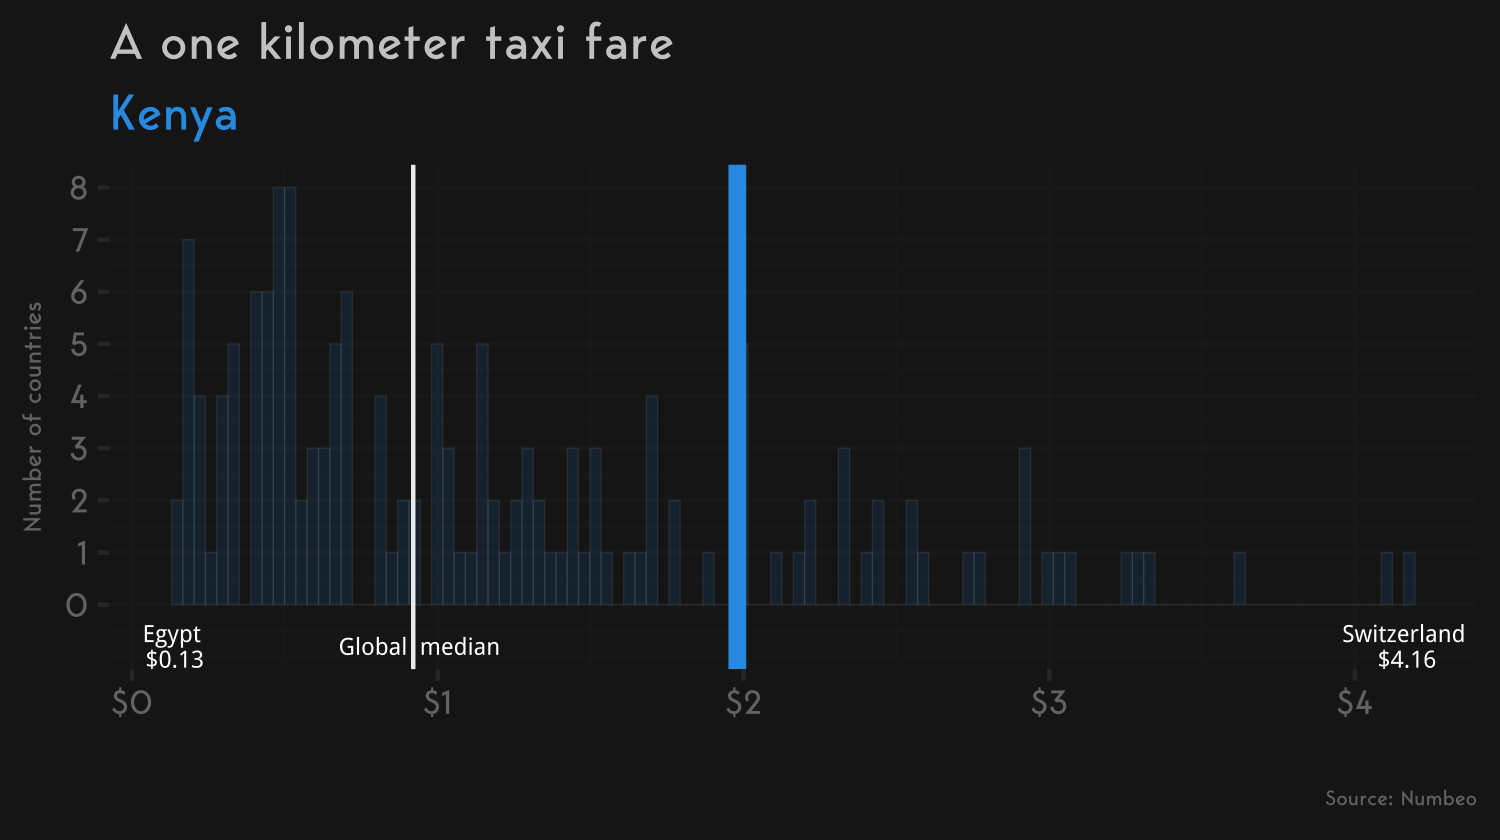 A one kilometer taxi fare
Kenya
Number of countries
8
7
6
5
4
3
2
1
0
Egypt
$0.13
Global median
Switzerland
$4.16
$0 $1 $2 $3 $4
Source: Numbeo